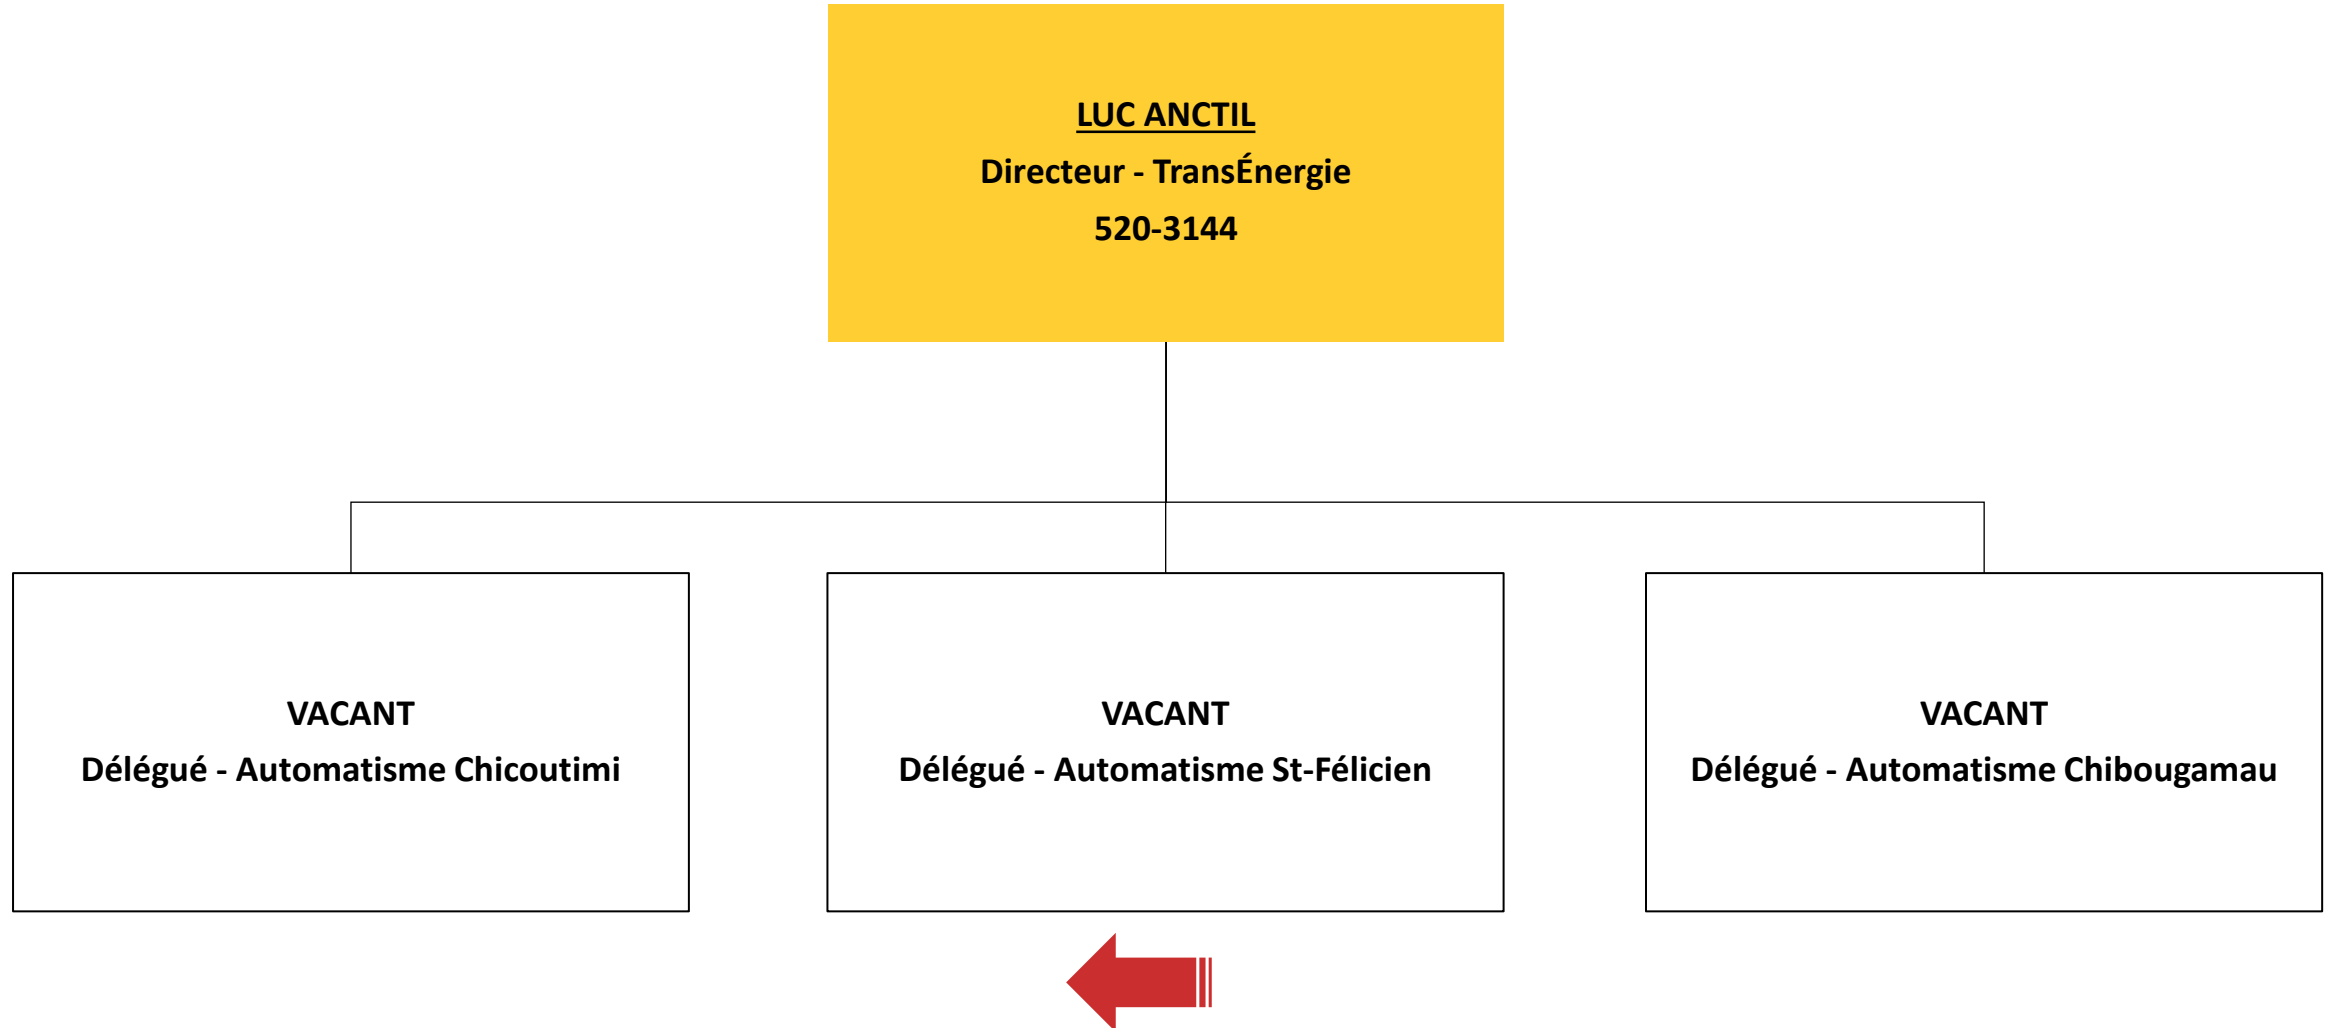 LUC ANCTIL
Directeur - TransÉnergie
520-3144
VACANT
Délégué - Automatisme Chicoutimi
VACANT
Délégué - Automatisme St-Félicien
VACANT
Délégué - Automatisme Chibougamau